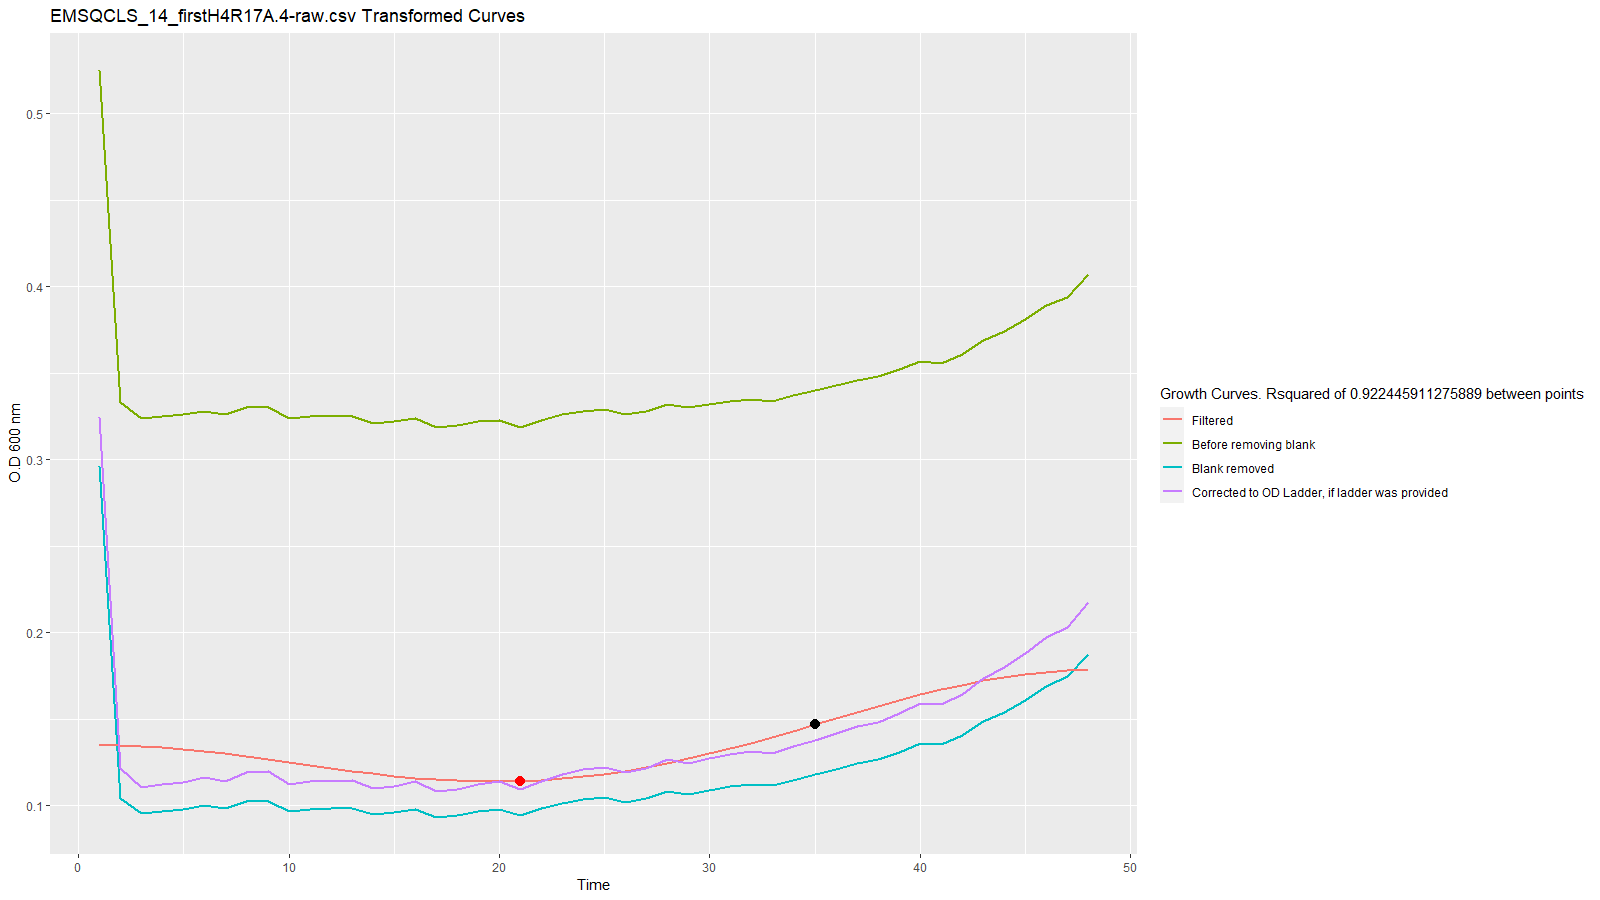 EMSQCLS_14_firstH4R17A.4-raw.csv Transformed Curves
O.D 600 nm
0.5
0.4
0.3
0.2
0.1
0 10 20 30 40 50
Time
Growth Curves. Rsquared of 0.922445911275889 between points
Filtered
Before removing blank
Blank removed
Corrected to OD Ladder, if ladder was provided